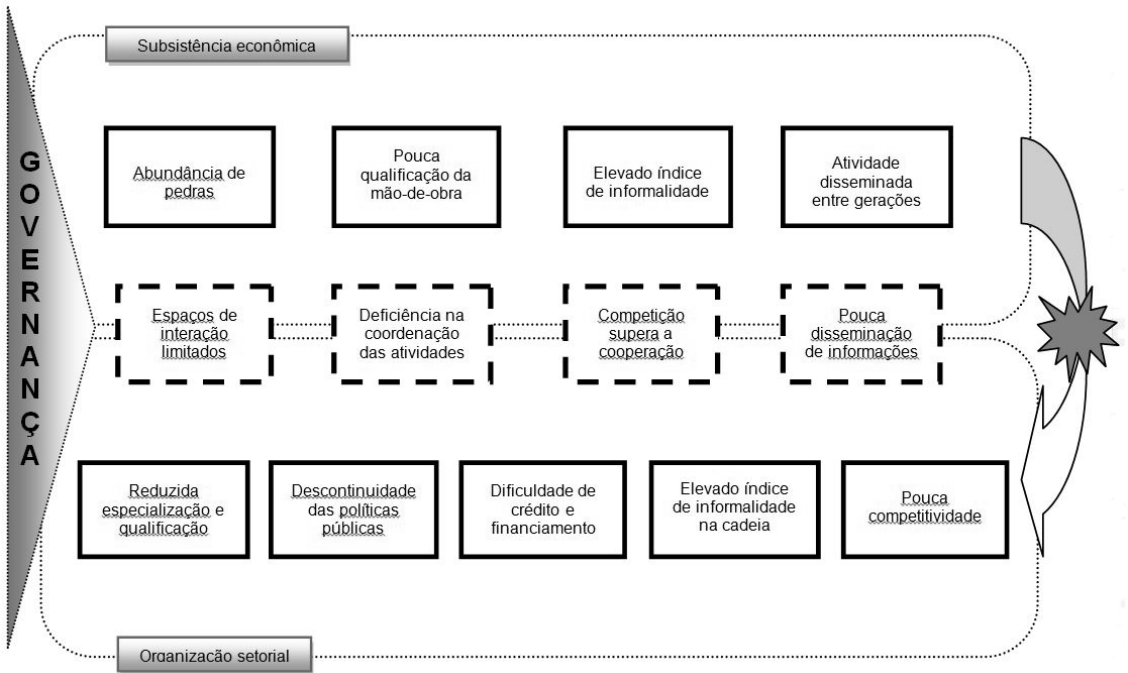 Subsistência econômica
GOVERNANÇA
Abundância de
pedras
Pouca
qualificação da
mão-de-obra
Elevado índice
de informalidade
Atividade
disseminada
entre gerações
Espaços de
interação
limitados
Deficiência na
coordenação
das atividades
Competição
supera a
cooperação
Pouca
disseminação
de informações
Reduzida
especialização e
qualificação
Descontinuidade
das políticas
públicas
Dificuldade de
crédito e
financiamento
Elevado índice
de informalidade
na cadeia
Pouca
competitividade
Organização setorial